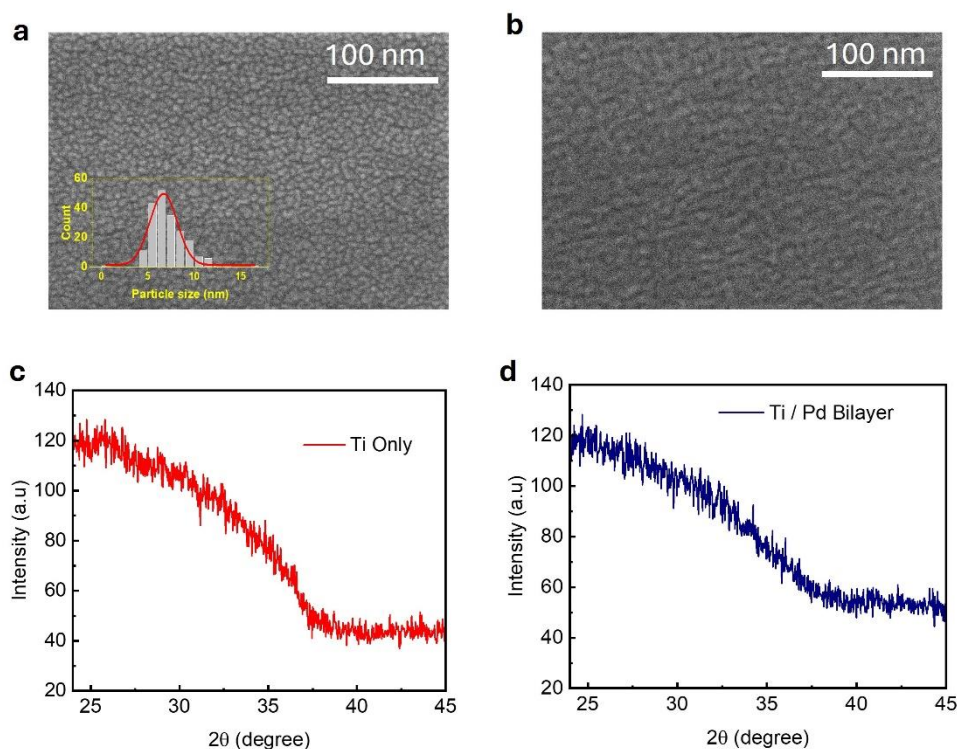 a
100 nm
60
40
20
0
Count
0 5 10 15
Particle size (nm)
b
100 nm
c
140
120
100
80
60
40
20
Intensity (a.u)
Ti Only
25 30 35 40 45
2θ (degree)
d
140
120
100
80
60
40
20
Intensity (a.u)
Ti / Pd Bilayer
25 30 35 40 45
2θ (degree)